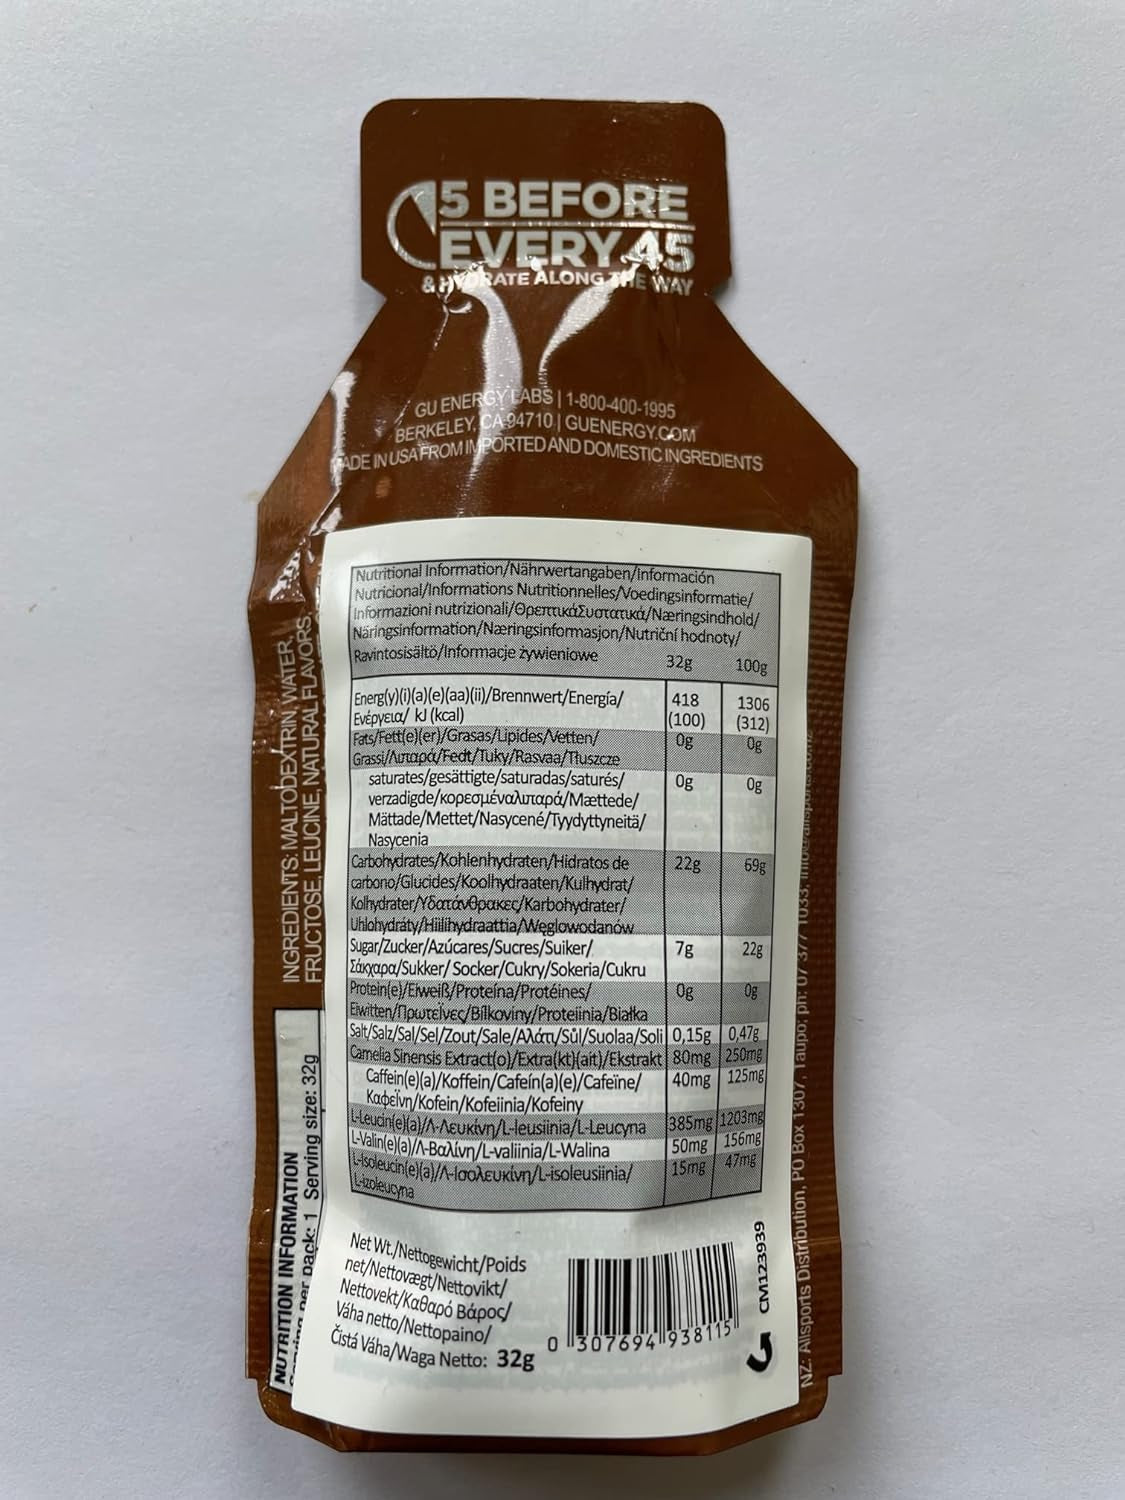 5 BEFORE
EVERY 45
& HYDRATE ALONG THE WAY
GU ENERGY LABS | 1-800-400-1995
BERKELEY, CA 94710 | GUENERGY.COM
MADE IN USA FROM IMPORTED AND DOMESTIC INGREDIENTS
INGREDIENTS: MALTODEXTRIN WATER,
FRUCTOSE, LEUCINE, NATURAL FLAVORS,
NUTRITION INFORMATION
Serving per pack: 1 Serving size: 32g
Nutritional Information/Nährwertangaben/información
Nutricional/Informations Nutritionnelles/Voedingsinformatie/
Informazioni nutrizionali/ΘρεπτικάΣυστατικά/Næringsindhold/
Näringsinformation/Næringsinformasjon/Nutriční hodnoty/
Ravintosisältö/Informacje żywieniowe 32g 100g
Energ(y)(i)(a)(e)(aa)(ii)/Brennwert/Energía/ 418 1306
Ενέργεια/ kJ (kcal) (100) (312)
Fats/Fett(e)(er)/Grasas/Lipides/Vetten/ 0g 0g
Grassi/Λιπαρά/Fedt/Tuky/Rasvaa/Tłuszcze
saturates/gesättigte/saturadas/saturés/ 0g 0g
verzadigde/κορεσμέναλιπαρά/Mættede/
Mättade/Mettet/Nasycené/Tyydyttyneitä/
Nasycenia
Carbohydrates/Kohlenhydraten/Hidratos de 22g 69g
carbono/Glucides/Koolhydraaten/Kulhydrat/
Kolhydrater/Υδατάνθρακες/Karbohydrater/
Uhlohydráty/Hiilihydraattia/Węglowodanów
Sugar/Zucker/Azúcares/Sucres/Suiker/ 7g 22g
Σάκχαρα/Sukker/ Socker/Cukry/Sokeria/Cukru
Protein(e)/Eiweiß/Proteína/Protéines/ 0g 0g
Eiwitten/Πρωτεΐνες/Bílkoviny/Proteiinia/Białka
Salt/Salz/Sal/Sel/Zout/Sale/Αλάτι/Sůl/Suolaa/Soli 0,15g 0,47g
Camelia Sinensis Extract(o)/Extra(kt)(ait)/Ekstrakt 80mg 250mg
Caffein(e)(a)/Koffein/Cafeín(a)(e)/Cafeïne/ 40mg 125mg
Καφεΐνη/Kofein/Kofeiinia/Kofeiny
L-Leucin(e)(a)/Λ-Λευκίνη/L-leusiinia/L-Leucyna 385mg 1203mg
L-Valin(e)(a)/Λ-Βαλίνη/L-valiinia/L-Walina 50mg 156mg
L-Isoleucin(e)(a)/Λ-Ισολευκίνη/L-isoleusiinia/ 15mg 47mg
L-izoleucyna
Net Wt./Nettogewicht/Poids
net/Nettovægt/Nettovikt/
Nettovekt/Καθαρό Βάρος/
Váha netto/Nettopaino/
Čistá Váha/Waga Netto: 32g
0 307694 938115
CM123939
NZ: Allsports Distribution, PO Box 1307, Taupo; ph: 07 377 1033,